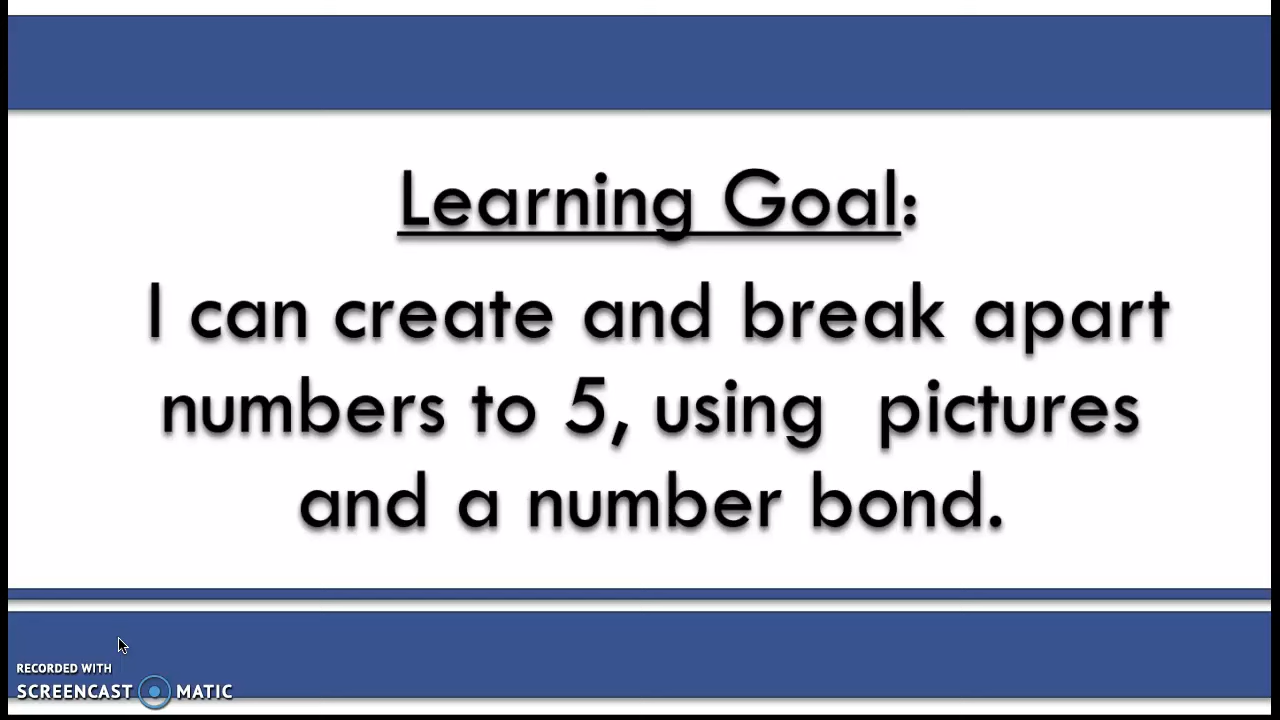 Learning Goal:
I can create and break apart
numbers to 5, using  pictures
and a number bond.
RECORDED WITH
SCREENCAST MATIC